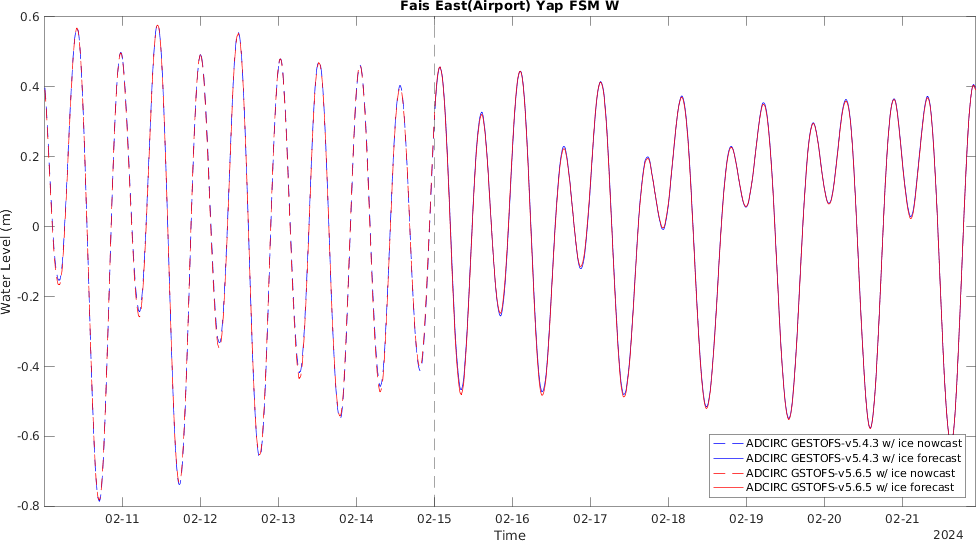 Fais East(Airport) Yap FSM W
0.6
0.4
0.2
0
-0.2
-0.4
-0.6
-0.8
Water Level (m)
ADCIRC GESTOFS-v5.4.3 w/ ice nowcast
ADCIRC GESTOFS-v5.4.3 w/ ice forecast
ADCIRC GSTOFS-v5.6.5 w/ ice nowcast
ADCIRC GSTOFS-v5.6.5 w/ ice forecast
02-11 02-12 02-13 02-14 02-15 02-16 02-17 02-18 02-19 02-20 02-21
Time
2024